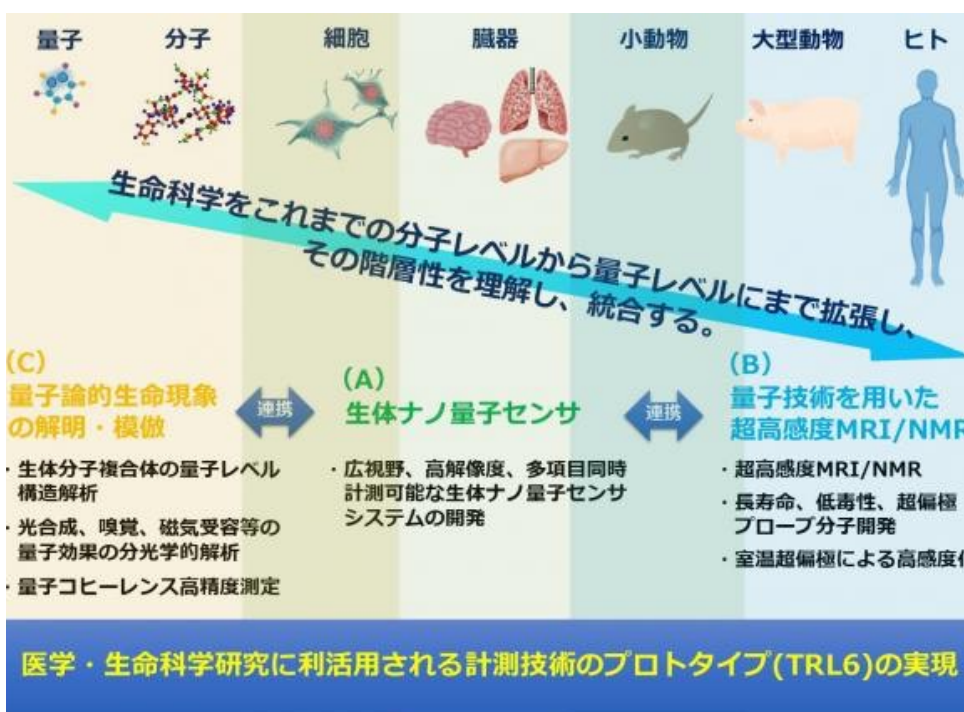 量子 分子 細胞 臓器 小動物 大型動物 ヒト
生命科学をこれまでの分子レベルから量子レベルにまで拡張し、
その階層性を理解し、統合する。
(C)
量子論的生命現象
の解明・模倣
・生体分子複合体の量子レベル
構造解析
・光合成、嗅覚、磁気受容等の
量子効果の分光学的解析
・量子コヒーレンス高精度測定
連携
(A)
生体ナノ量子センサ
・広視野、高解像度、多項目同時
計測可能な生体ナノ量子センサ
システムの開発
連携
(B)
量子技術を用いた
超高感度MRI/NMR
・超高感度MRI/NMR
・長寿命、低毒性、超偏極
プローブ分子開発
・室温超偏極による高感度
医学・生命科学研究に利活用される計測技術のプロトタイプ(TRL6)の実現